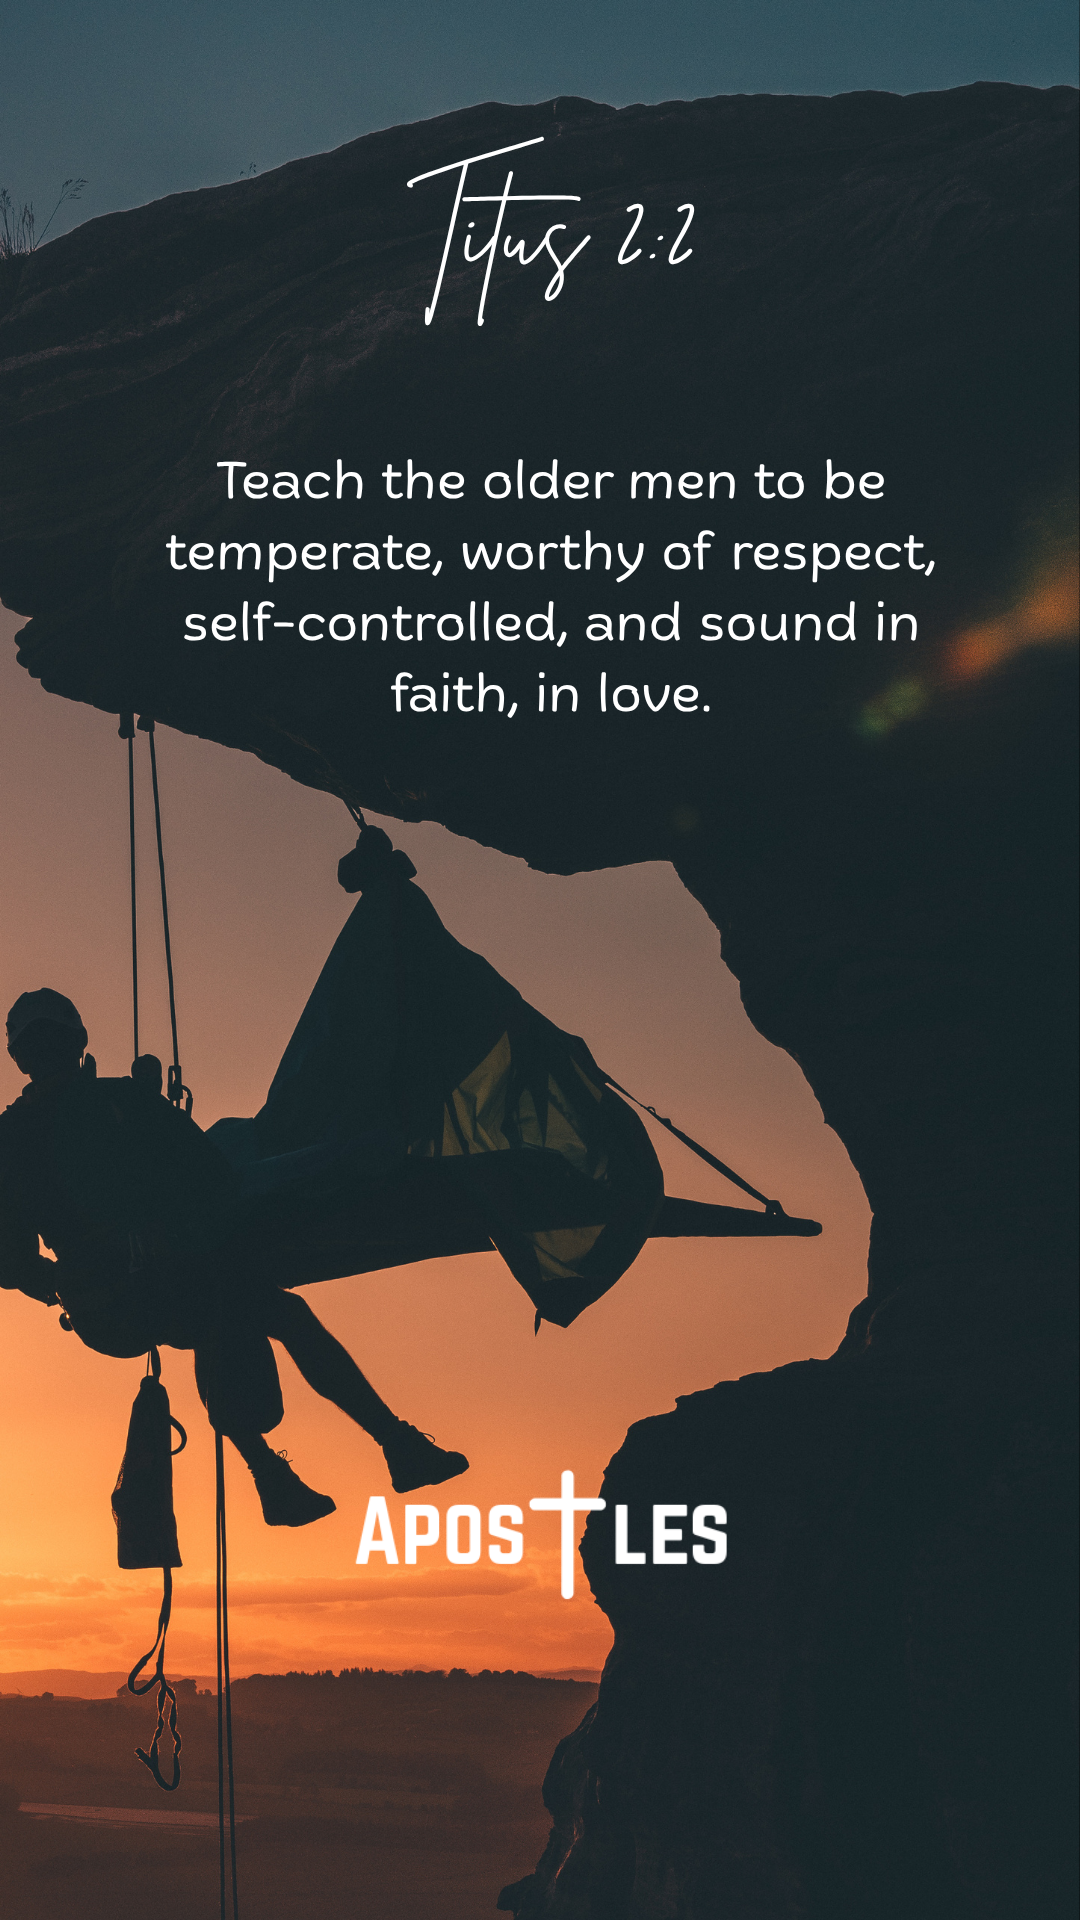 Titus 2:2
Teach the older men to be
temperate, worthy of respect,
self-controlled, and sound in
faith, in love.
APOSTLES